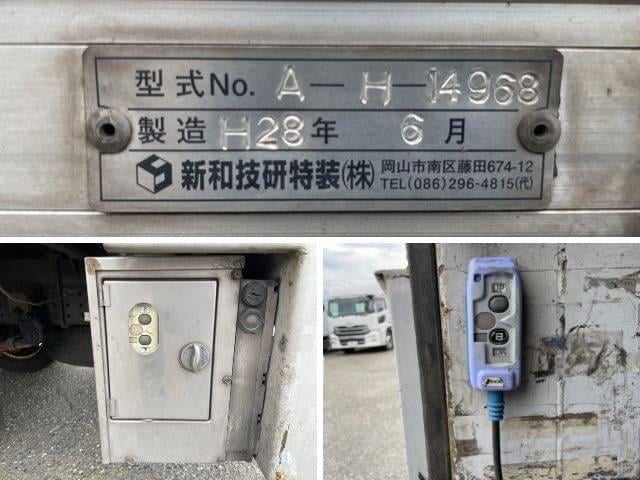 型式No. A-H-14968
製造 H28年 6月
新和技研特装(株) 岡山市南区藤田674-12
TEL(086)296-4815(代)
UP